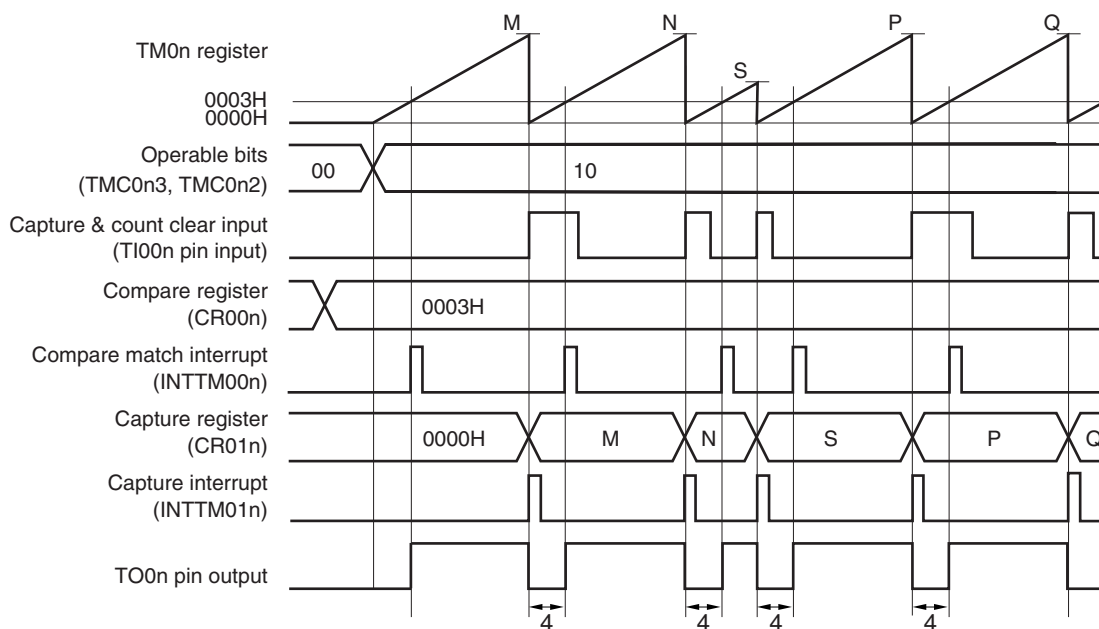 M N S P Q
TM0n register
0003H
0000H
Operable bits
(TMC0n3, TMC0n2)
00 10
Capture & count clear input
(TI00n pin input)
Compare register
(CR00n)
0003H
Compare match interrupt
(INTTM00n)
Capture register
(CR01n)
0000H M N S P Q
Capture interrupt
(INTTM01n)
TO0n pin output
4 4 4 4